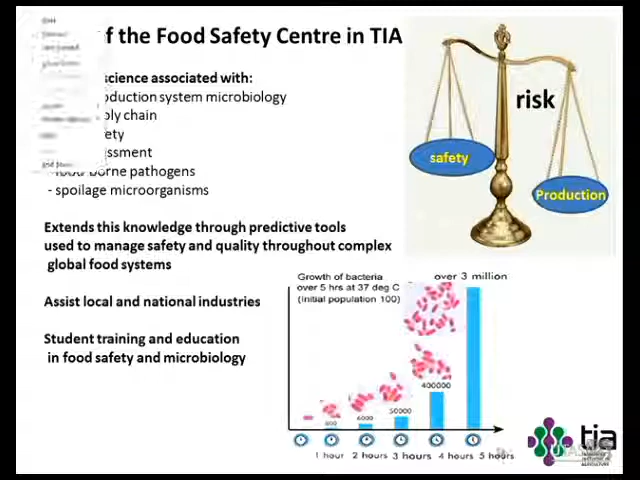 f the Food Safety Centre in TIA
science associated with:
oduction system microbiology
ly chain
ety
ssment
borne pathogens
- spoilage microorganisms
Extends this knowledge through predictive tools
used to manage safety and quality throughout complex
global food systems
Assist local and national industries
Student training and education
in food safety and microbiology
risk
safety
Production
Growth of bacteria
over 5 hrs at 37 deg C
(Initial population 100)
over 3 million
400000
50000
6000
800
1 hour 2 hours 3 hours 4 hours 5 hours
tia